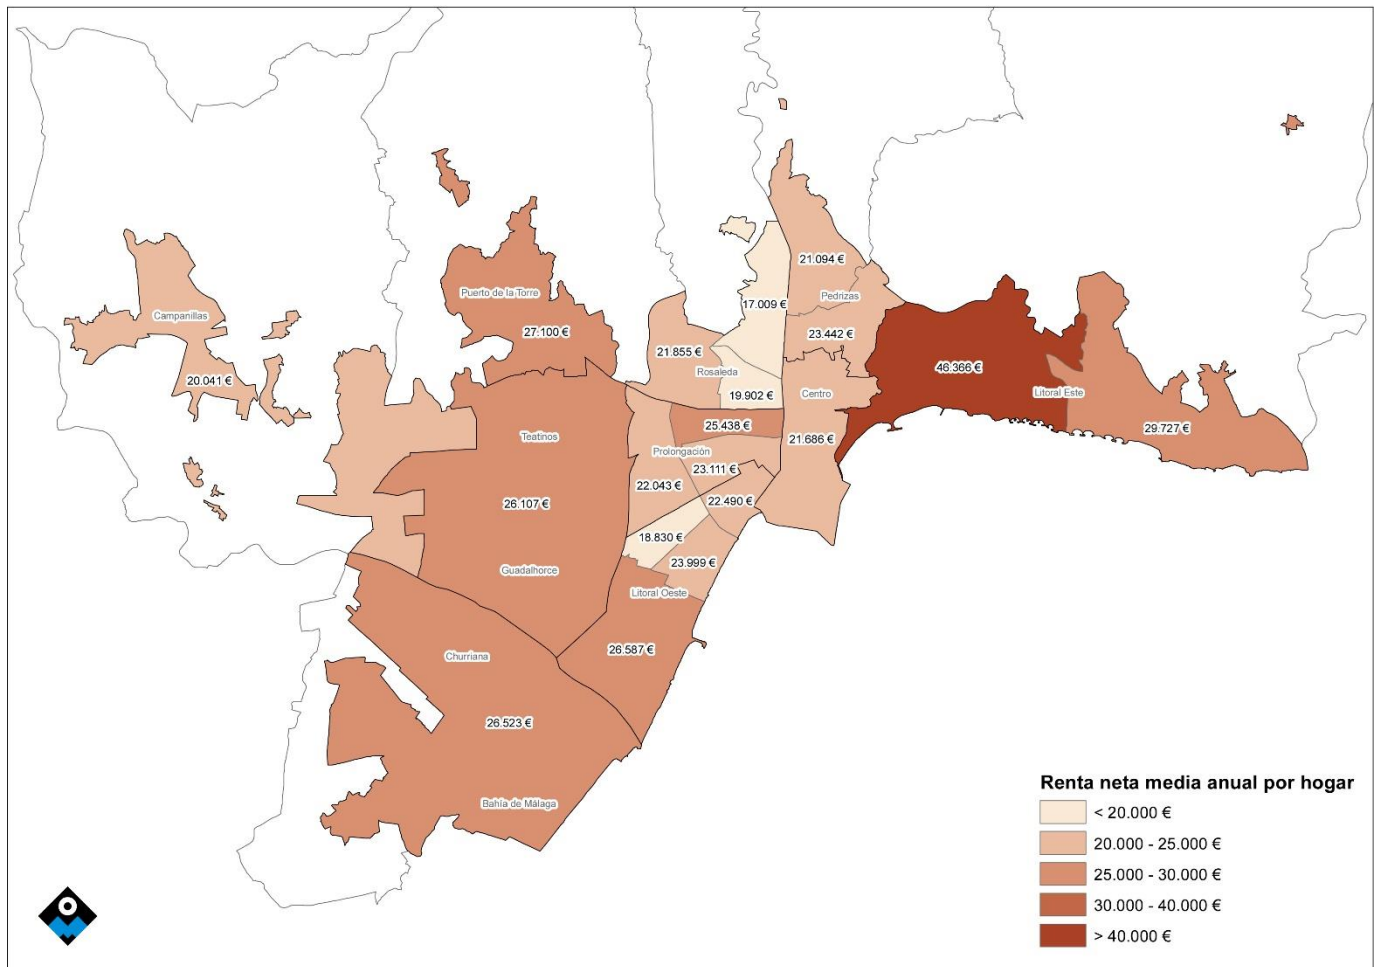 21.094 €
Pedrizas
Puerto de la Torre
17.009 €
Campanillas
27.100 €
23.442 €
21.855 €
Rosaleda
46.366 €
20.041 €
19.902 €
Centro
Litoral Este
25.438 €
29.727 €
Teatinos
21.686 €
Prolongación
23.111 €
22.043 €
22.490 €
26.107 €
18.830 €
23.999 €
Guadalhorce
Litoral Oeste
26.587 €
Churriana
26.523 €
Bahía de Málaga
Renta neta media anual por hogar
< 20.000 €
20.000 - 25.000 €
25.000 - 30.000 €
30.000 - 40.000 €
> 40.000 €